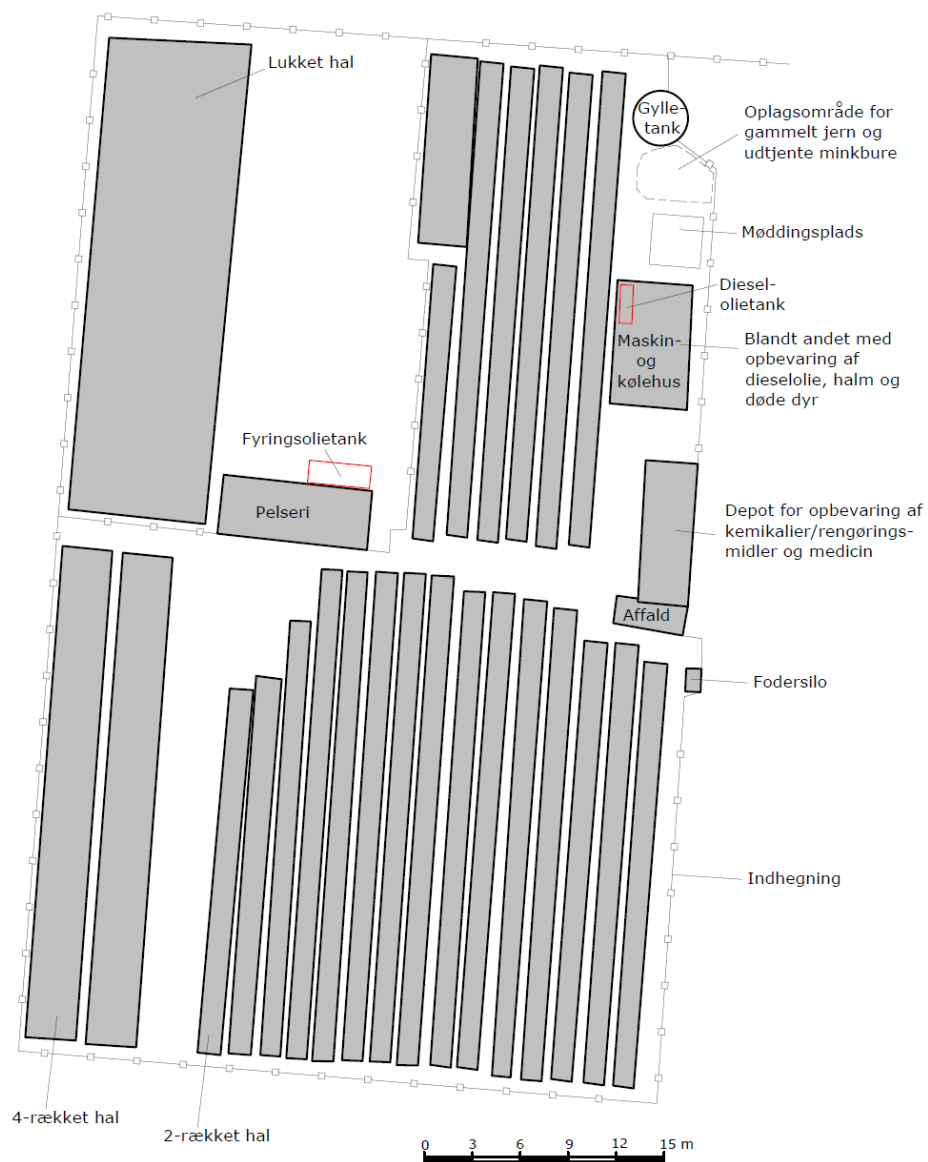 Lukket hal
Gylle-
tank
Oplagsområde for
gammelt jern og
udtjente minkbure
Møddingsplads
Diesel-
olietank
Maskin-
og
kølehus
Blandt andet med
opbevaring af
dieselolie, halm og
døde dyr
Fyringsolietank
Pelseri
Depot for opbevaring af
kemikalier/rengørings-
midler og medicin
Affald
Fodersilo
Indhegning
4-rækket hal
2-rækket hal
0 3 6 9 12 15 m